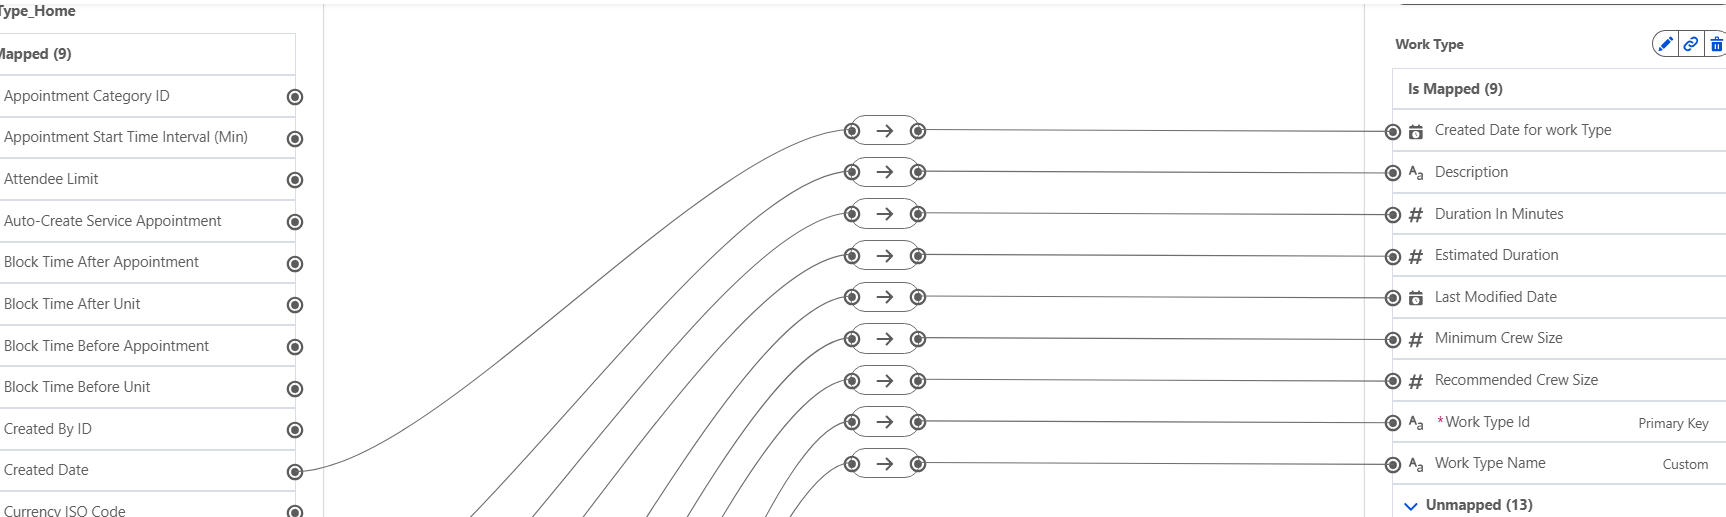 Type_Home
Mapped (9)
Appointment Category ID
Appointment Start Time Interval (Min)
Attendee Limit
Auto-Create Service Appointment
Block Time After Appointment
Block Time After Unit
Block Time Before Appointment
Block Time Before Unit
Created By ID
Created Date
Currency ISO Code
Work Type
Is Mapped (9)
Created Date for work Type
Aa Description
# Duration In Minutes
# Estimated Duration
Last Modified Date
# Minimum Crew Size
# Recommended Crew Size
Aa *Work Type Id Primary Key
Aa Work Type Name Custom
Unmapped (13)